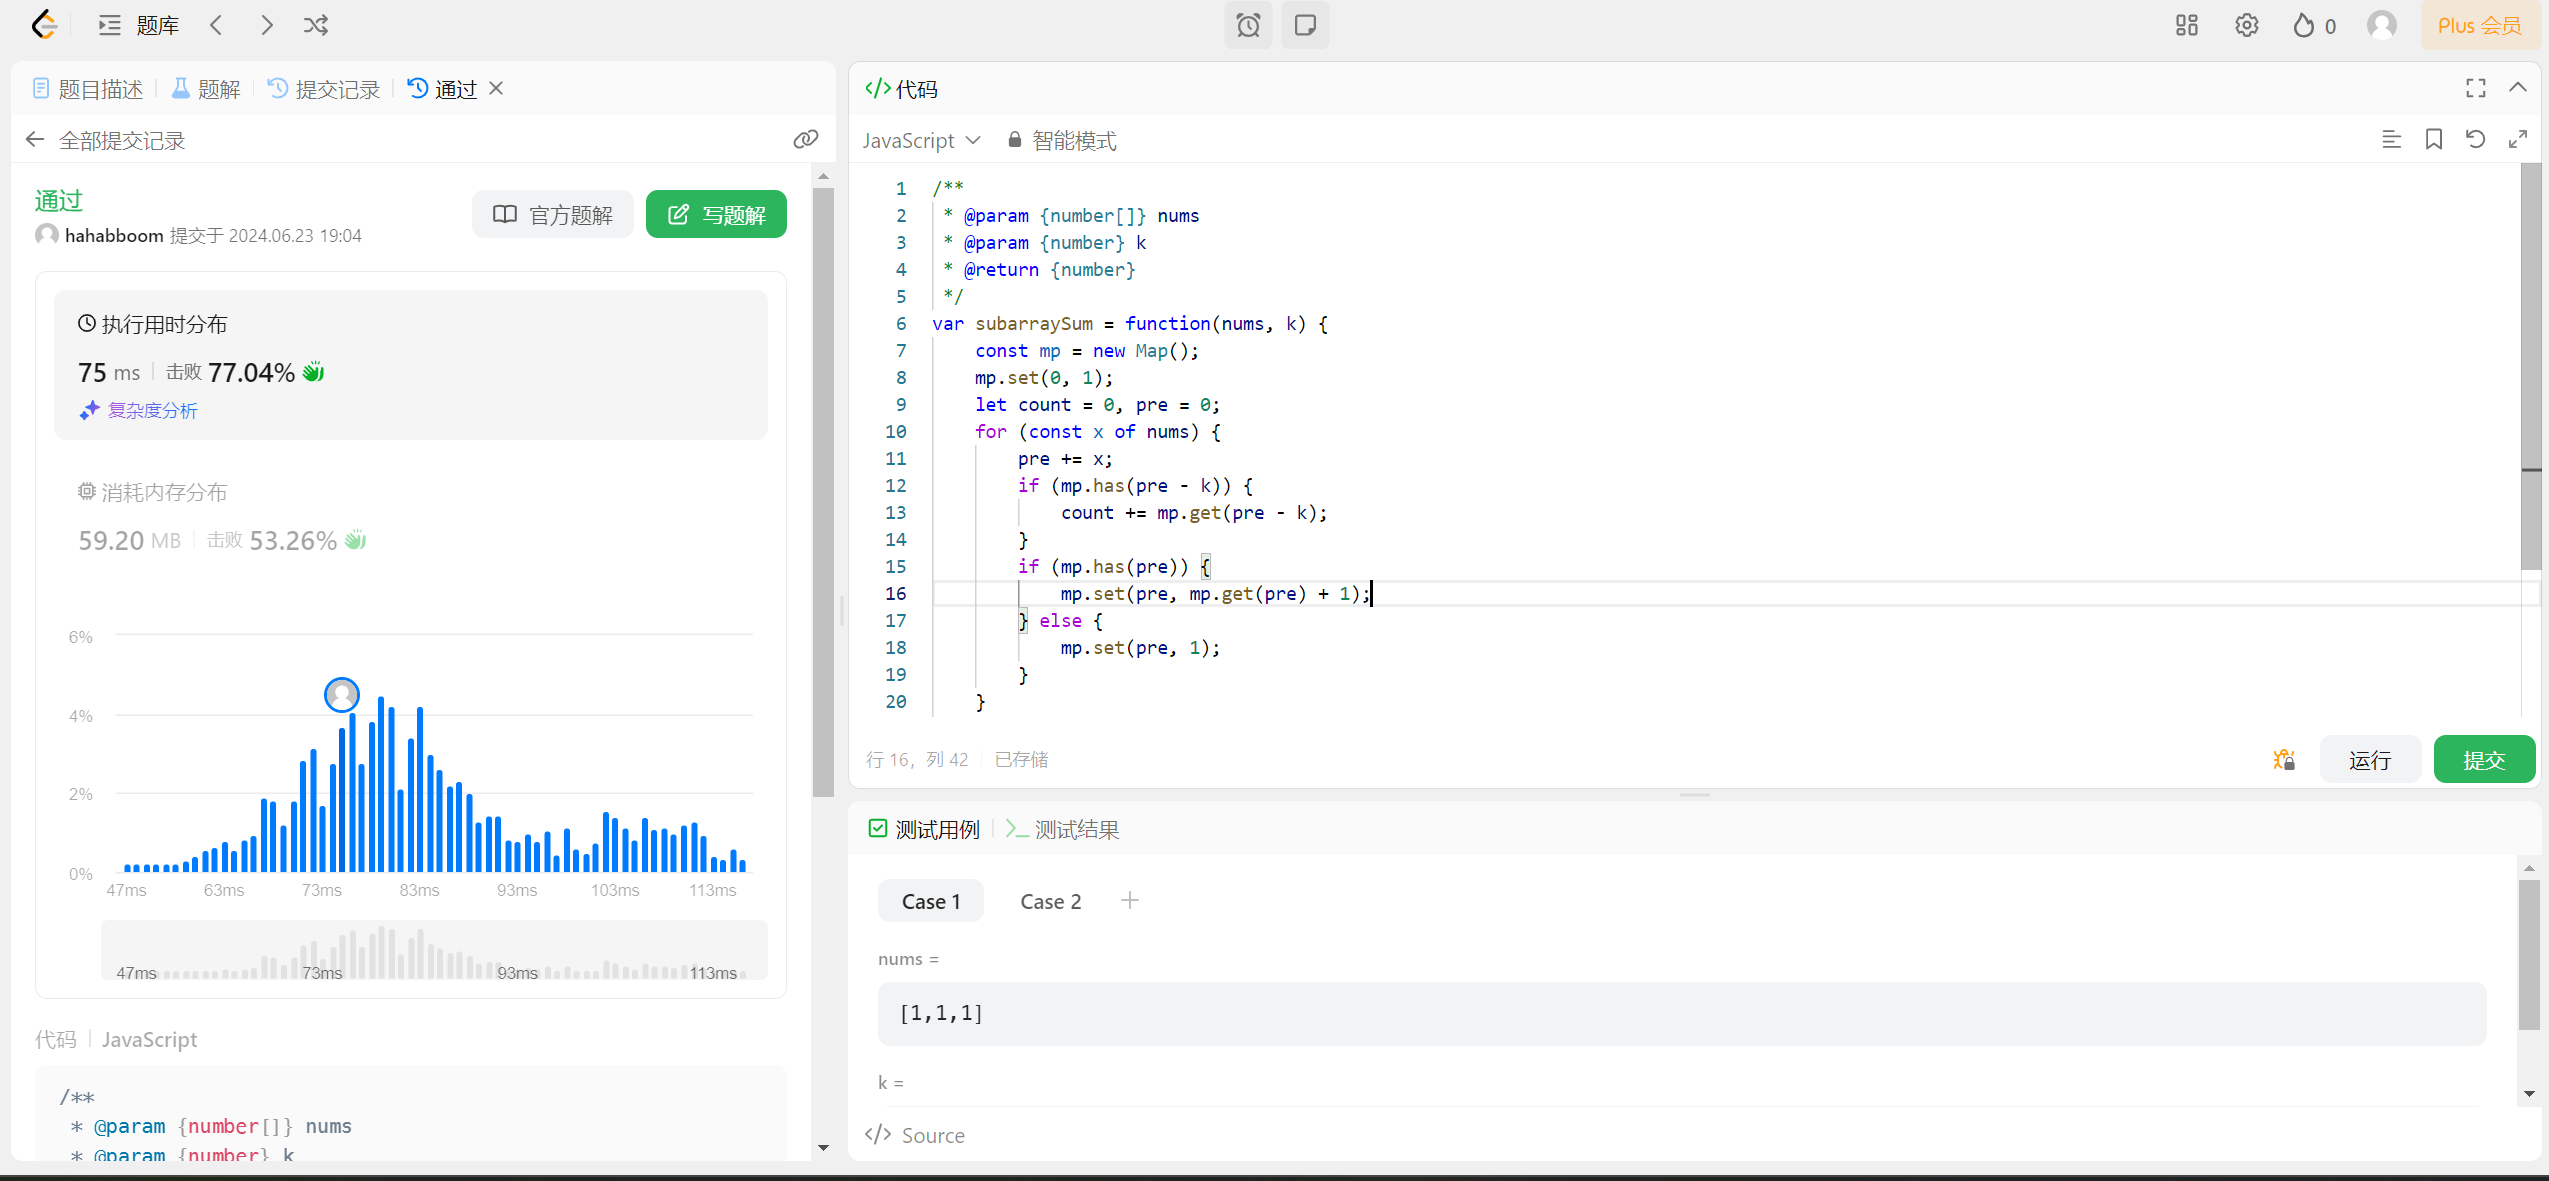 题库
0
Plus 会员
题目描述 题解 提交记录 通过
全部提交记录
通过
官方题解
写题解
hahabboom 提交于 2024.06.23 19:04
执行用时分布
75 ms 击败 77.04%
复杂度分析
消耗内存分布
59.20 MB 击败 53.26%
6%
4%
2%
0%
47ms 63ms 73ms 83ms 93ms 103ms 113ms
47ms 73ms 93ms 113ms
代码 JavaScript
/**
 * @param {number[]} nums
 * @param {number} k
</> 代码
JavaScript 智能模式
1 /**
2 * @param {number[]} nums
3 * @param {number} k
4 * @return {number}
5 */
6 var subarraySum = function(nums, k) {
7 const mp = new Map();
8 mp.set(0, 1);
9 let count = 0, pre = 0;
10 for (const x of nums) {
11 pre += x;
12 if (mp.has(pre - k)) {
13 count += mp.get(pre - k);
14 }
15 if (mp.has(pre)) {
16 mp.set(pre, mp.get(pre) + 1);
17 } else {
18 mp.set(pre, 1);
19 }
20 }
行 16, 列 42 已存储
运行
提交
测试用例 >_ 测试结果
Case 1 Case 2 +
nums =
[1,1,1]
k =
</> Source